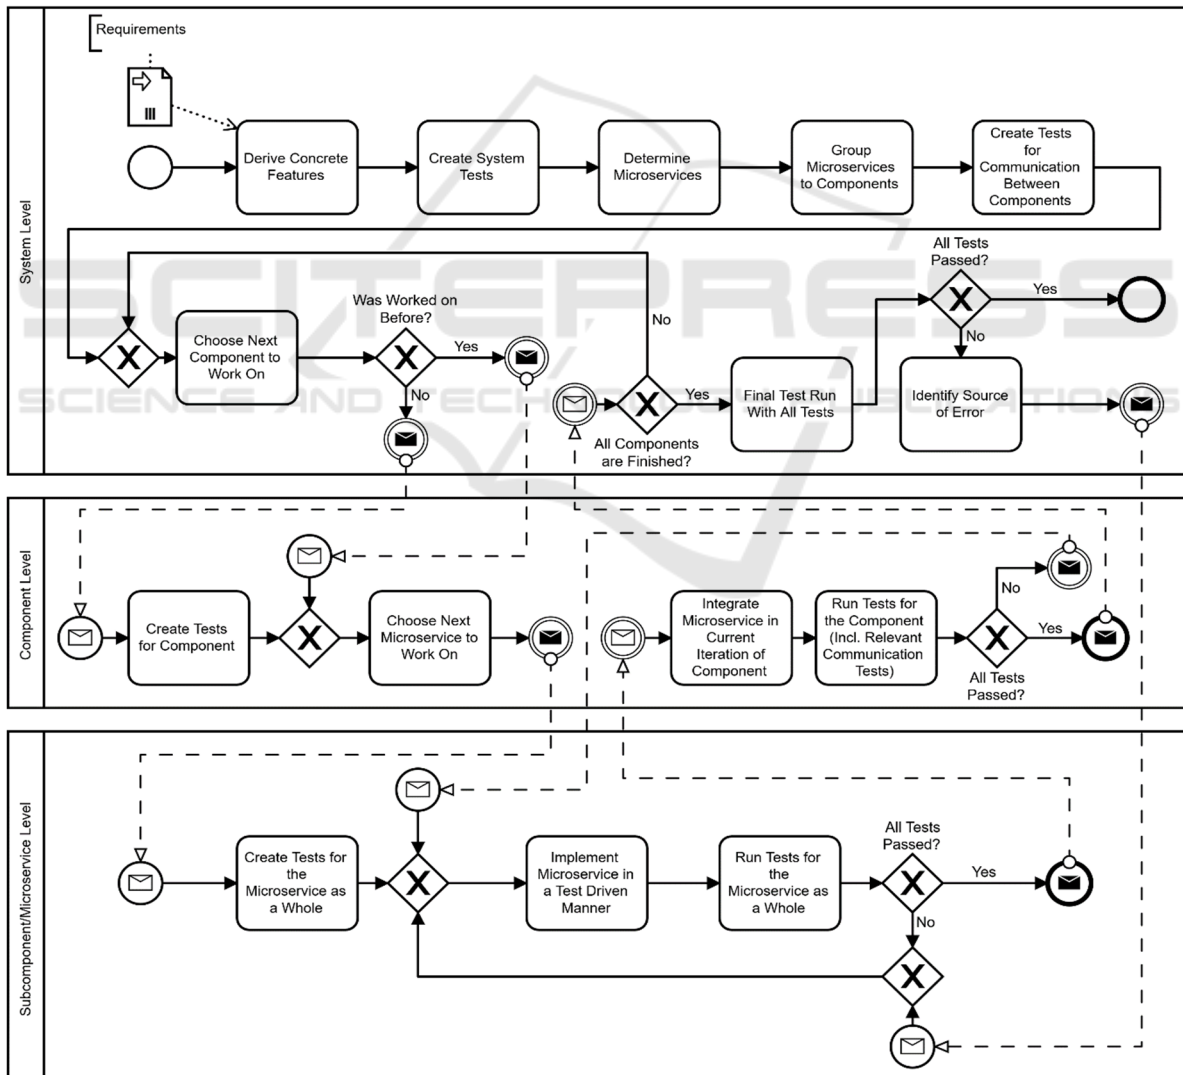 Requirements
Derive Concrete
Features
Create System
Tests
Determine
Microservices
Group
Microservices
to Components
Create Tests
for
Communication
Between
Components
System Level
All Tests
Passed?
Yes
No
Was Worked on
Before?
Choose Next
Component to
Work On
Yes
No
No
Yes
All Components
are Finished?
Final Test Run
With All Tests
Identify Source
of Error
SCITEPRESS
SCIENCE AND TECHNOLOGY PUBLICATIONS
Component Level
Create Tests
for Component
Choose Next
Microservice to
Work On
Integrate
Microservice in
Current
Iteration of
Component
Run Tests for
the Component
(Incl. Relevant
Communication
Tests)
No
Yes
All Tests
Passed?
Subcomponent/Microservice Level
Create Tests for
the
Microservice as
a Whole
Implement
Microservice in
a Test Driven
Manner
Run Tests for
the
Microservice as
a Whole
All Tests
Passed?
Yes
No